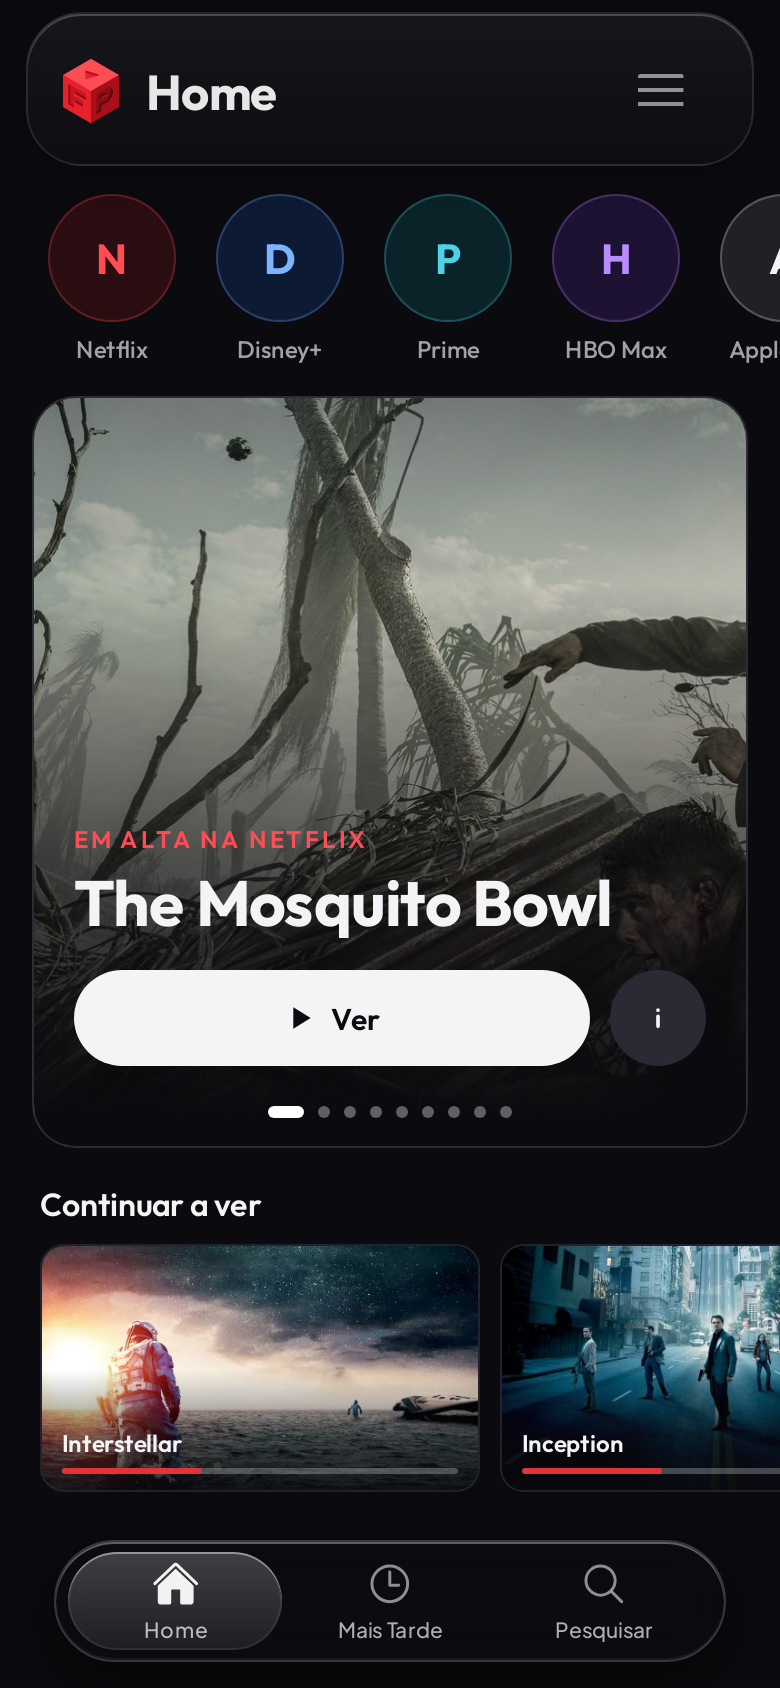 Home
N
D
P
H
Netflix
Disney+
Prime
HBO Max
EM ALTA NA NETFLIX
The Mosquito Bowl
Ver
i
Continuar a ver
Interstellar
Inception
Home
Mais Tarde
Pesquisar